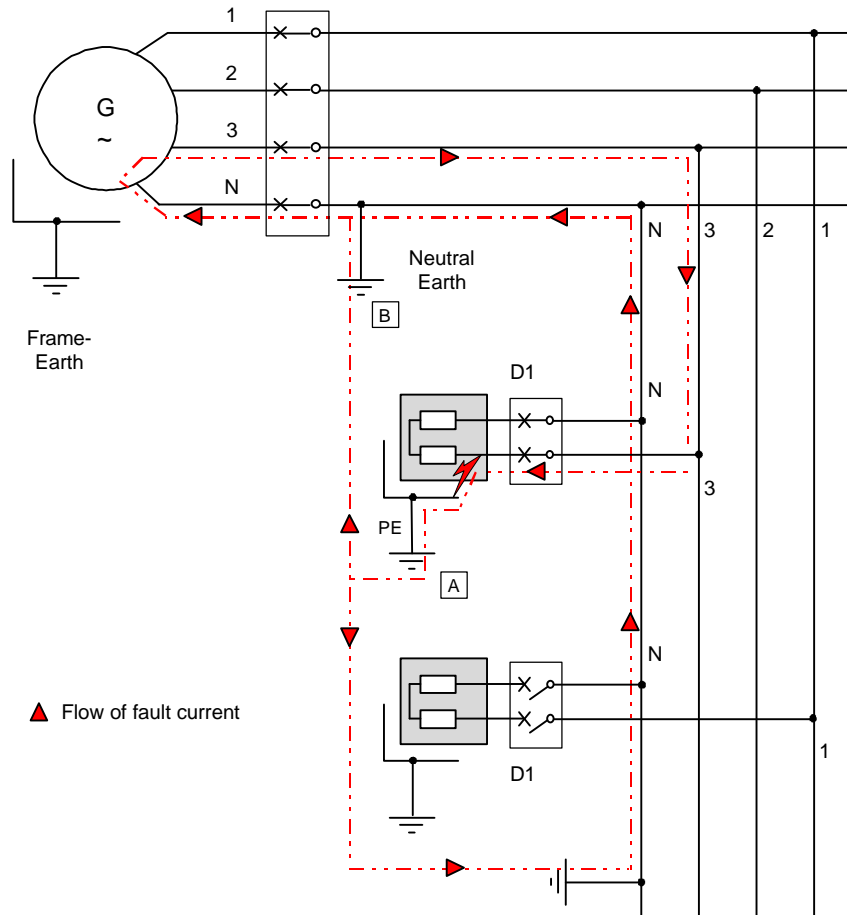 1
2
G
~
3
N
N
3
2
1
Neutral
Earth
B
Frame-
Earth
D1
N
3
PE
A
N
Flow of fault current
1
D1